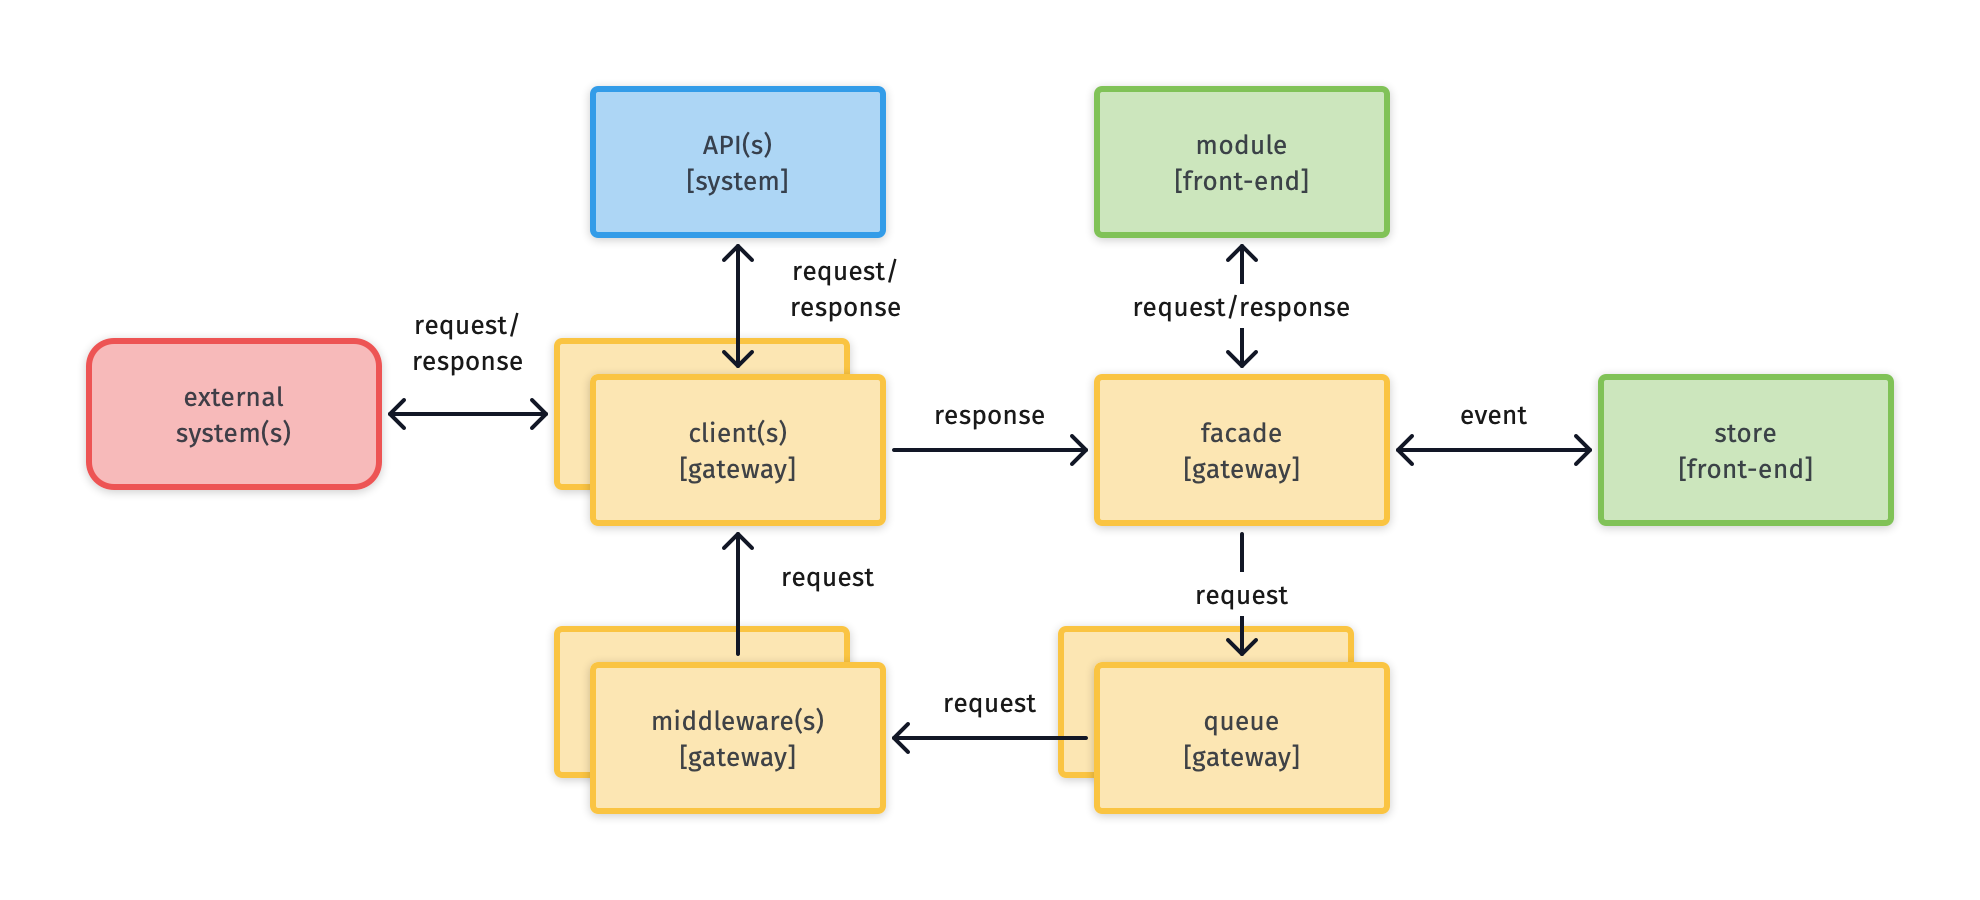 API(s)
[system]
module
[front-end]
request/
response
request/response
request/
response
external
system(s)
client(s)
[gateway]
response
facade
[gateway]
event
store
[front-end]
request
request
middleware(s)
[gateway]
request
queue
[gateway]